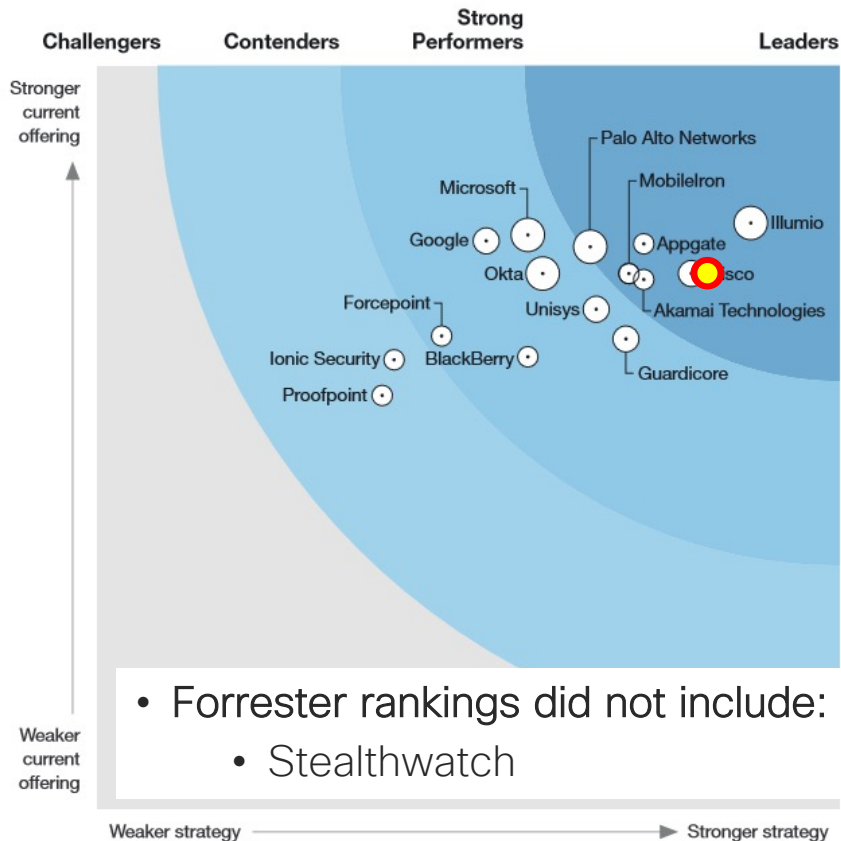 Challengers
Contenders
Strong
Performers
Leaders
Stronger
current
offering
Palo Alto Networks
MobileIron
Microsoft
Illumio
Google
Appgate
Okta
isco
Forcepoint
Unisys
Akamai Technologies
Ionic Security
BlackBerry
Guardicore
Proofpoint
• Forrester rankings did not include:
• Stealthwatch
Weaker
current
offering
Weaker strategy
Stronger strategy